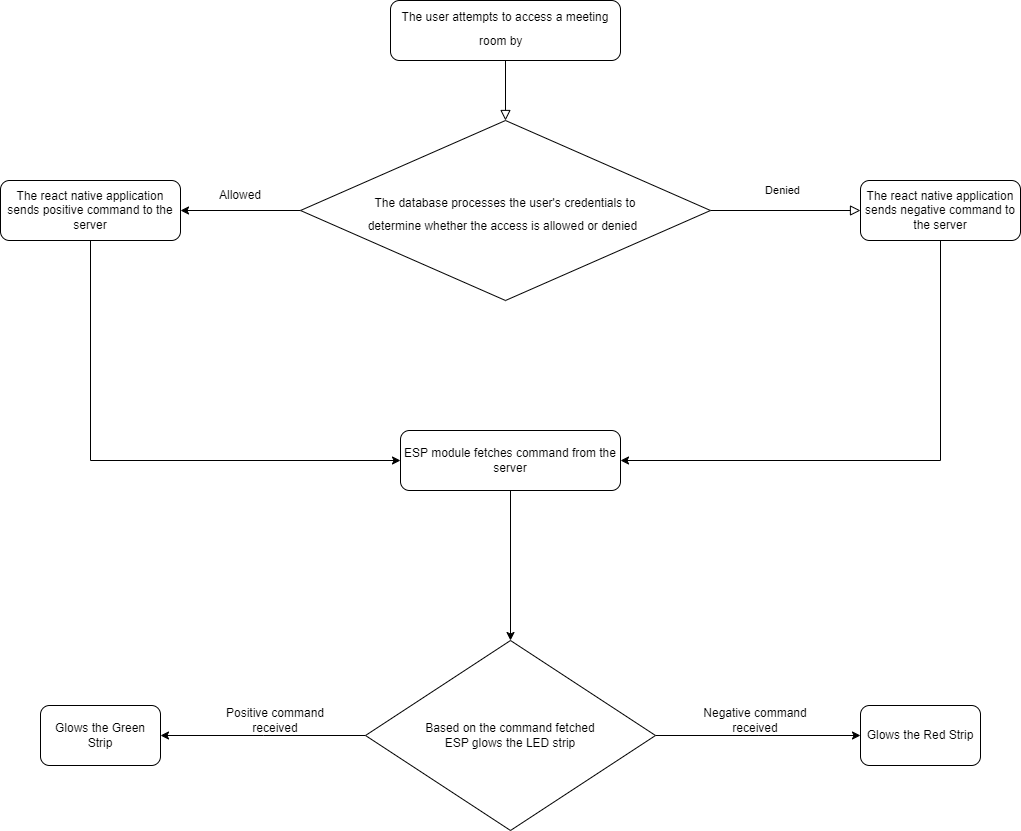 The user attempts to access a meeting
room by
The database processes the user's credentials to
determine whether the access is allowed or denied
Allowed
Denied
The react native application
sends positive command to the
server
The react native application
sends negative command to
the server
ESP module fetches command from the
server
Based on the command fetched
ESP glows the LED strip
Positive command
received
Negative command
received
Glows the Green
Strip
Glows the Red Strip